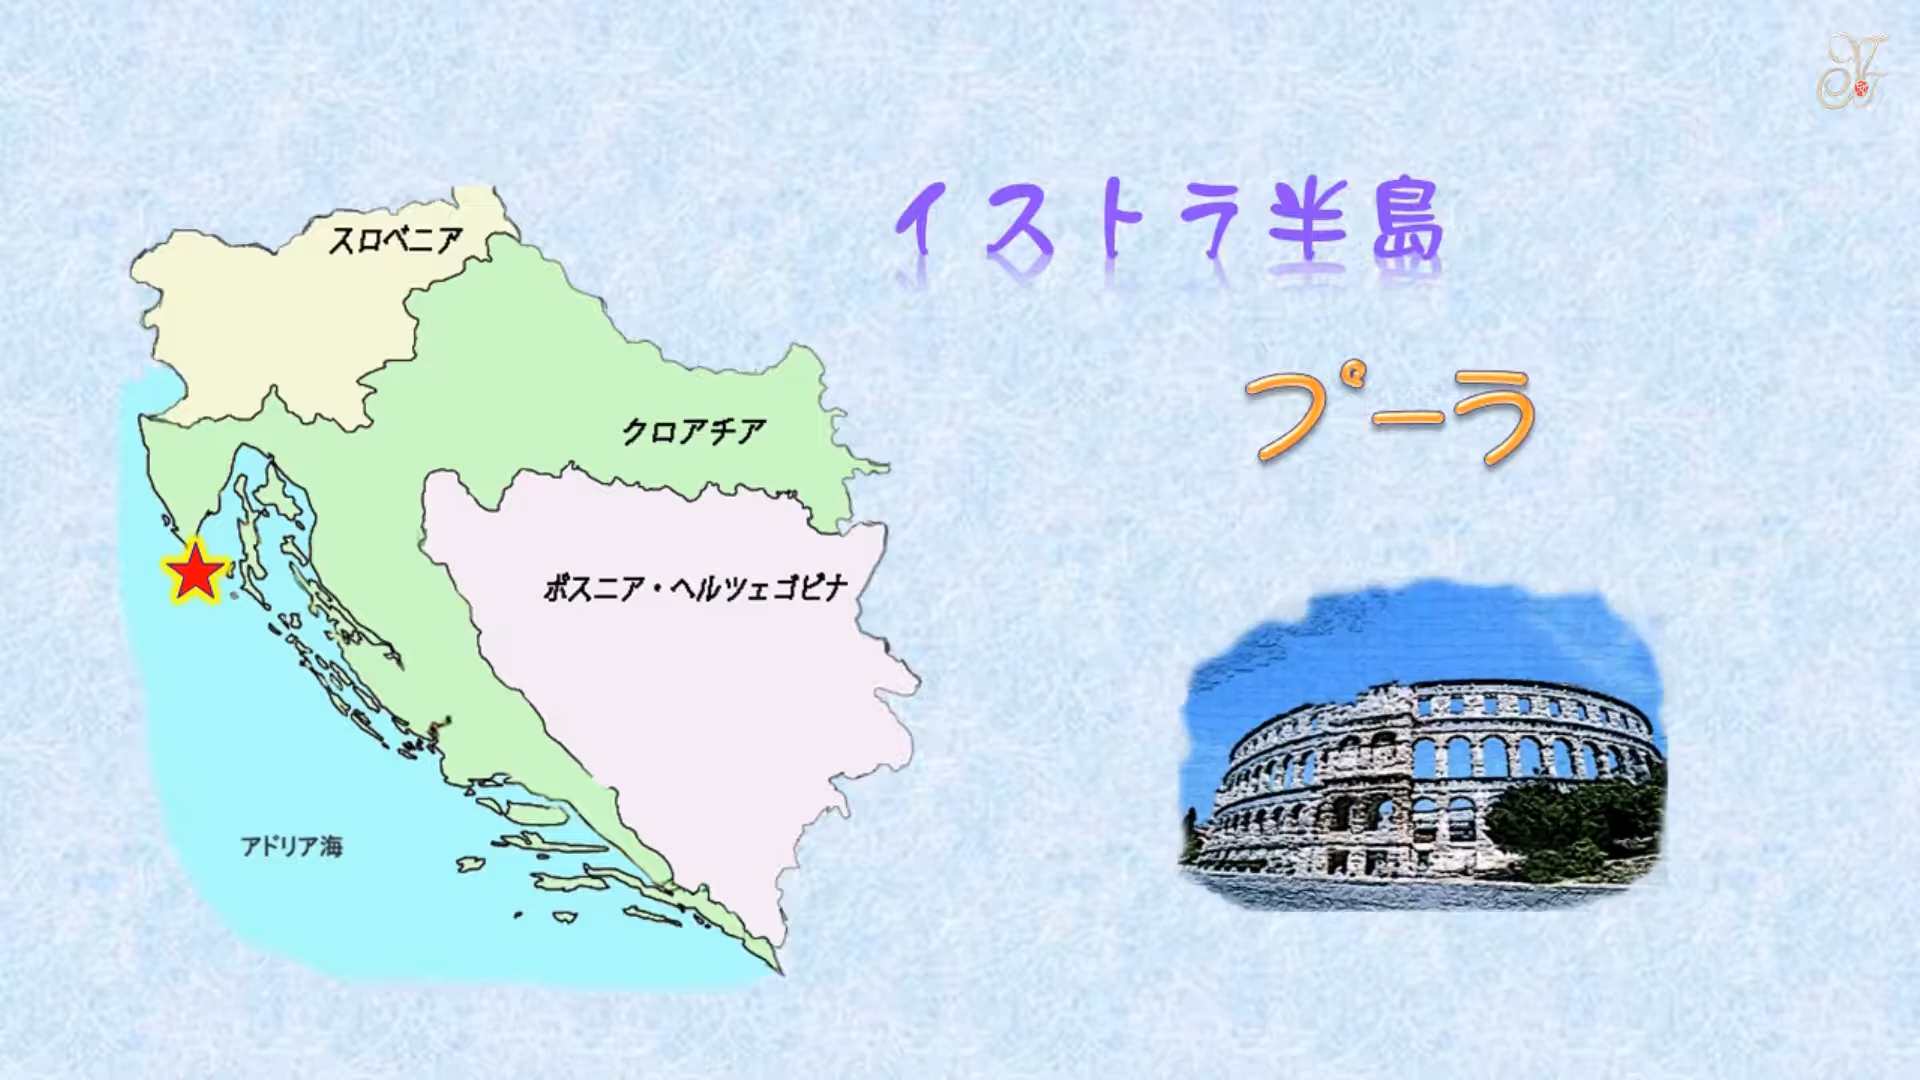 イストラ半島
プーラ
スロベニア
クロアチア
ボスニア・ヘルツェゴビナ
アドリア海